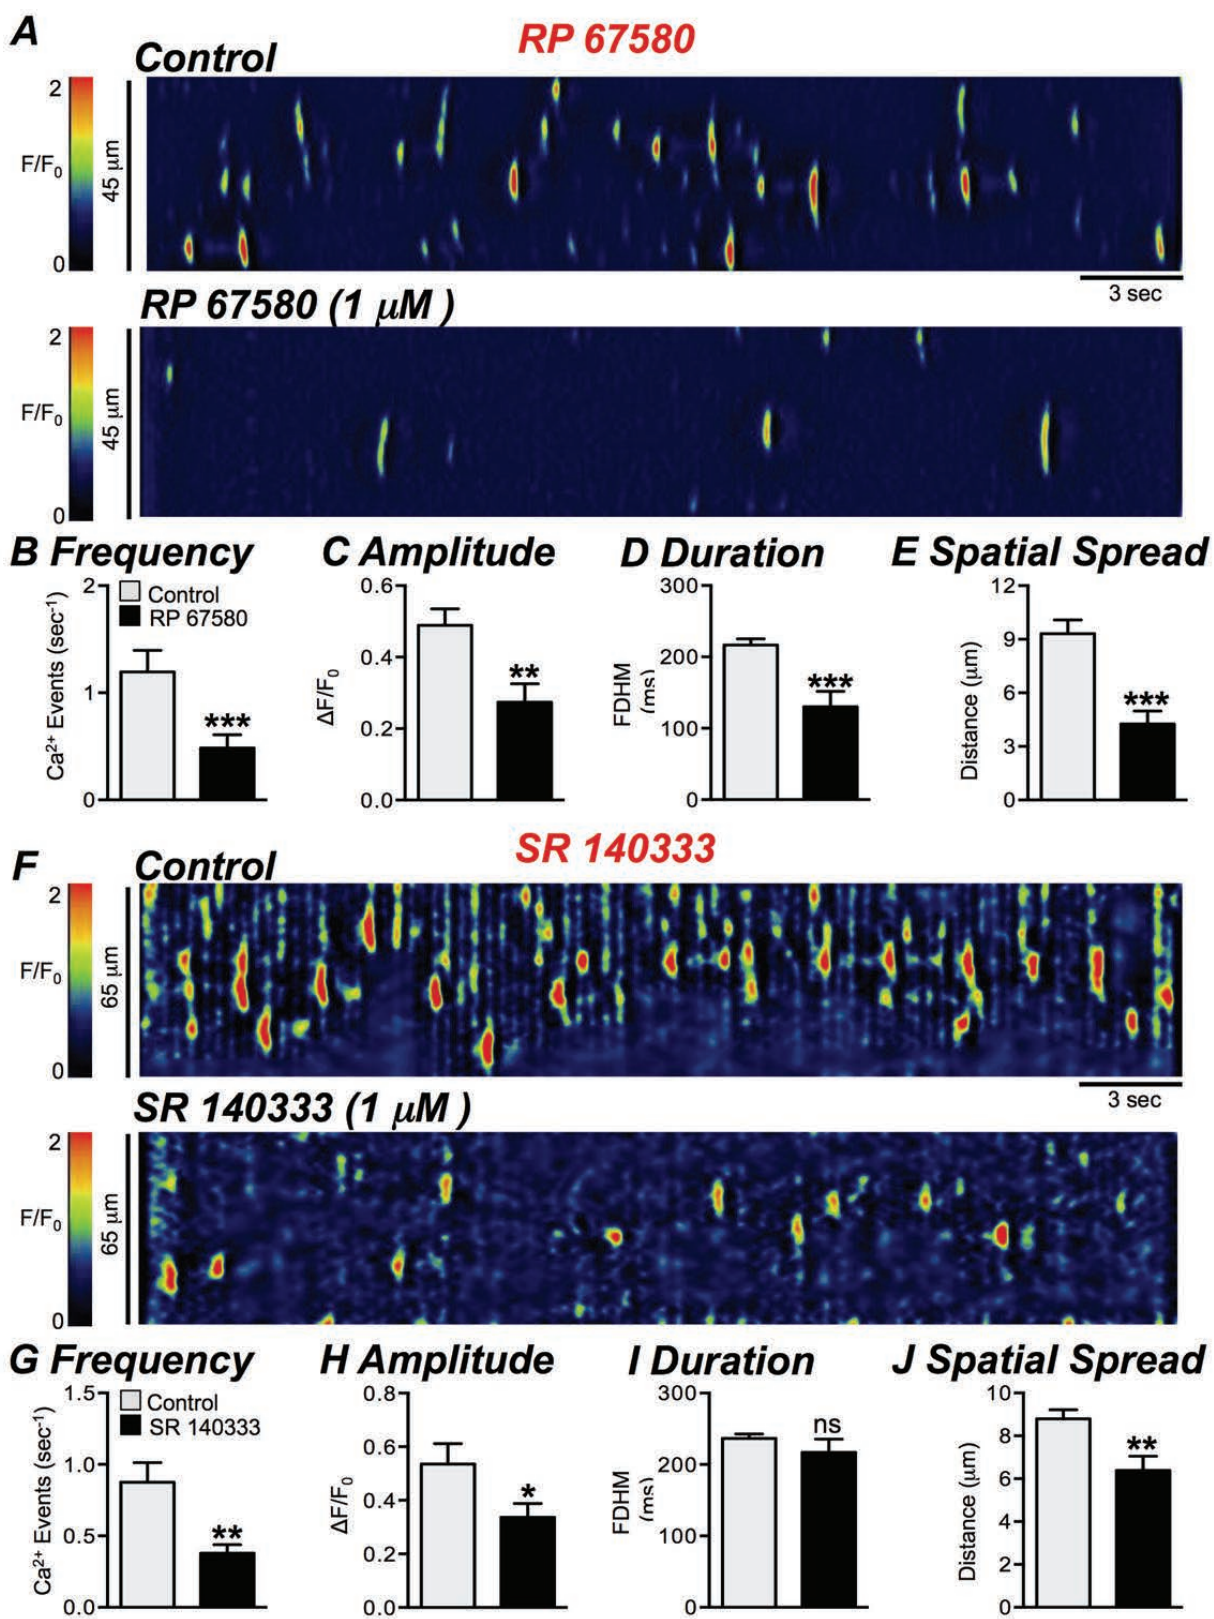 A
RP 67580
Control
2
F/F0
0
45 µm
3 sec
RP 67580 (1 µM )
2
F/F0
0
45 µm
B Frequency
C Amplitude
D Duration
E Spatial Spread
Ca2+ Events (sec-1)
2
1
0
Control
RP 67580
***
ΔF/F0
0.6
0.4
0.2
0.0
**
FDHM
(ms)
300
200
100
0
***
Distance (µm)
12
9
6
3
0
***
SR 140333
F
Control
2
F/F0
0
65 µm
3 sec
SR 140333 (1 µM )
2
F/F0
0
65 µm
G Frequency
H Amplitude
I Duration
J Spatial Spread
Ca2+ Events (sec-1)
1.5
1.0
0.5
0.0
Control
SR 140333
**
ΔF/F0
0.8
0.6
0.4
0.2
0.0
*
FDHM
(ms)
300
200
100
0
ns
Distance (µm)
10
8
6
4
2
0
**